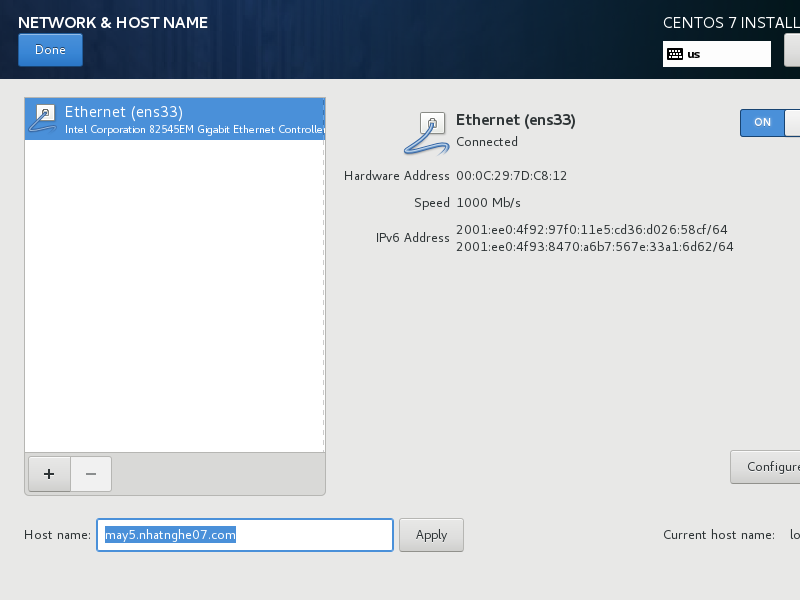 NETWORK & HOST NAME
CENTOS 7 INSTALL
Done
us
Ethernet (ens33)
Intel Corporation 82545EM Gigabit Ethernet Controller
Ethernet (ens33)
Connected
ON
Hardware Address 00:0C:29:7D:C8:12
Speed 1000 Mb/s
IPv6 Address
2001:ee0:4f92:97f0:11e5:cd36:d026:58cf/64
2001:ee0:4f93:8470:a6b7:567e:33a1:6d62/64
+ −
Configure
Host name: may5.nhatnghe07.com Apply
Current host name: lo